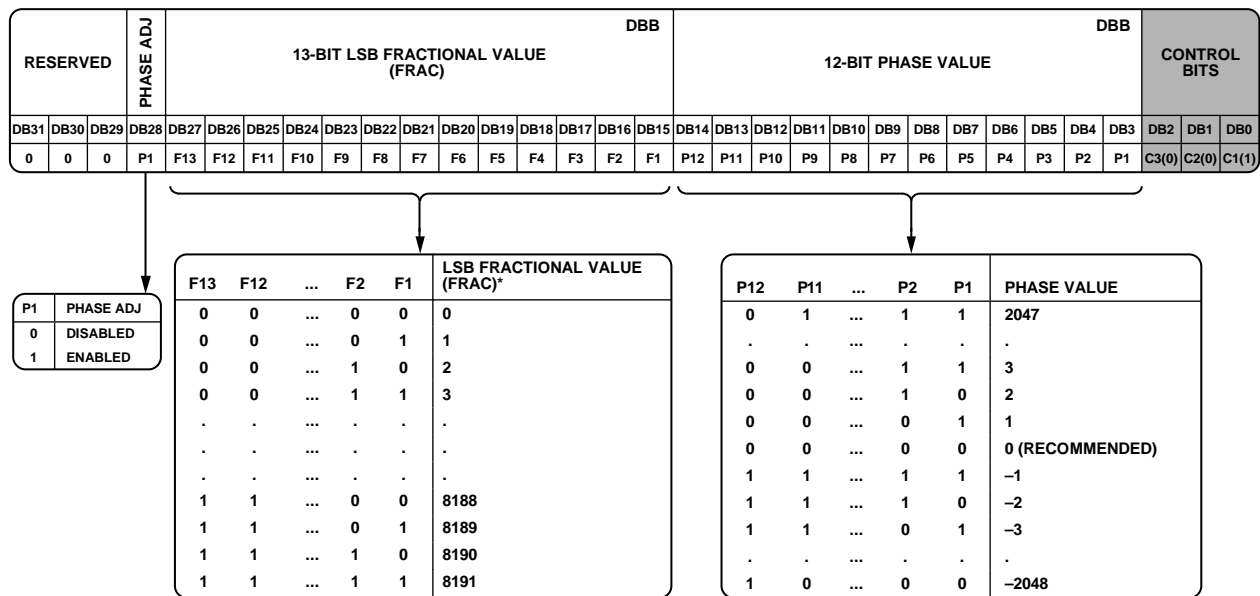 RESERVED
PHASE ADJ
13-BIT LSB FRACTIONAL VALUE
(FRAC)
DBB
12-BIT PHASE VALUE
DBB
CONTROL
BITS
DB31 DB30 DB29 DB28 DB27 DB26 DB25 DB24 DB23 DB22 DB21 DB20 DB19 DB18 DB17 DB16 DB15 DB14 DB13 DB12 DB11 DB10 DB9 DB8 DB7 DB6 DB5 DB4 DB3 DB2 DB1 DB0
0 0 0 P1 F13 F12 F11 F10 F9 F8 F7 F6 F5 F4 F3 F2 F1 P12 P11 P10 P9 P8 P7 P6 P5 P4 P3 P2 P1 C3(0) C2(0) C1(1)
P1 PHASE ADJ
0 DISABLED
1 ENABLED
F13 F12 ... F2 F1 LSB FRACTIONAL VALUE
(FRAC)*
0 0 ... 0 0 0
0 0 ... 0 1 1
0 0 ... 1 0 2
0 0 ... 1 1 3
. . ... . . .
. . ... . . .
. . ... . . .
1 1 ... 0 0 8188
1 1 ... 0 1 8189
1 1 ... 1 0 8190
1 1 ... 1 1 8191
P12 P11 ... P2 P1 PHASE VALUE
0 1 ... 1 1 2047
. . ... . . .
0 0 ... 1 1 3
0 0 ... 1 0 2
0 0 ... 0 1 1
0 0 ... 0 0 0 (RECOMMENDED)
1 1 ... 1 1 –1
1 1 ... 1 0 –2
1 1 ... 0 1 –3
. . ... . . .
1 0 ... 0 0 –2048